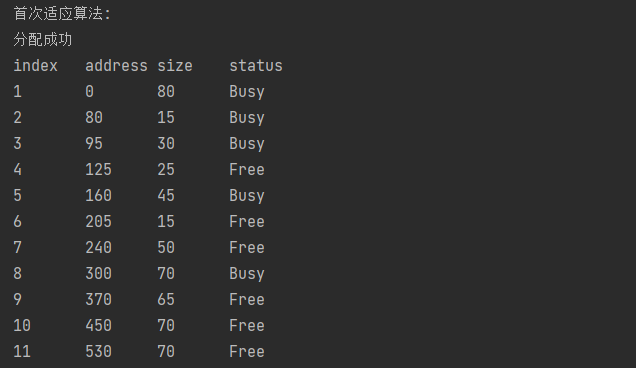 首次适应算法:
分配成功
index address size status
1 0 80 Busy
2 80 15 Busy
3 95 30 Busy
4 125 25 Free
5 160 45 Busy
6 205 15 Free
7 240 50 Free
8 300 70 Busy
9 370 65 Free
10 450 70 Free
11 530 70 Free